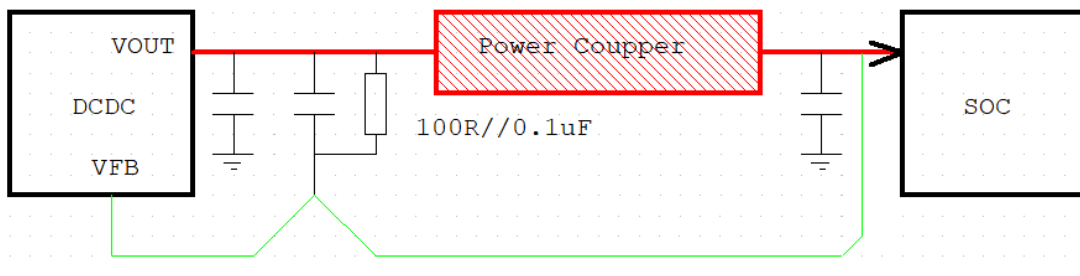 VOUT
Power Coupper
DCDC
SOC
100R//0.1uF
VFB